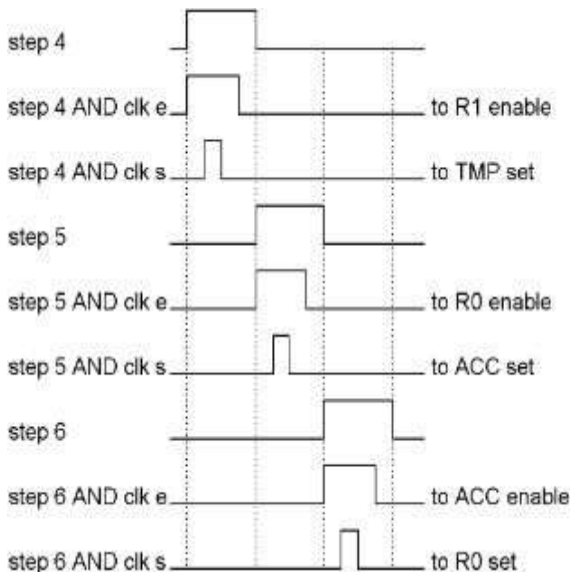 step 4
step 4 AND clk e to R1 enable
step 4 AND clk s to TMP set
step 5
step 5 AND clk e to R0 enable
step 5 AND clk s to ACC set
step 6
step 6 AND clk e to ACC enable
step 6 AND clk s to R0 set